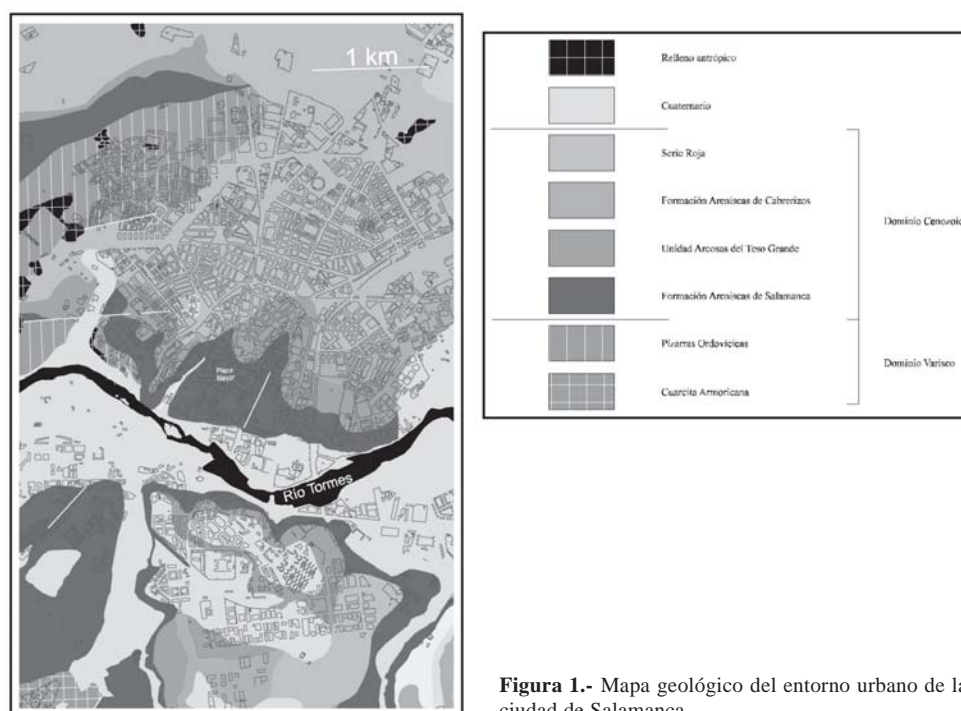 1 km
Plaza
Mayor
Río Tormes
Relleno antrópico
Cuaternario
Serie Roja
Formación Areniscas de Cabrerizos
Unidad Arcosas del Teso Grande
Formación Areniscas de Salamanca
Dominio Cenozoic
Pizarras Ordovícicas
Cuarcita Armoricana
Dominio Varisco
Figura 1.- Mapa geológico del entorno urbano de la
ciudad de Salamanca